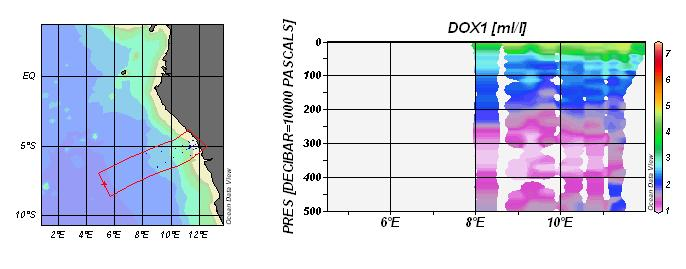 EQ
5°S
10°S
2°E 4°E 6°E 8°E 10°E 12°E
Ocean Data View
DOX1 [ml/l]
PRES [DECIBAR=10000 PASCALS]
0
100
200
300
400
500
6°E 8°E 10°E
Ocean Data View
7
6
5
4
3
2
1